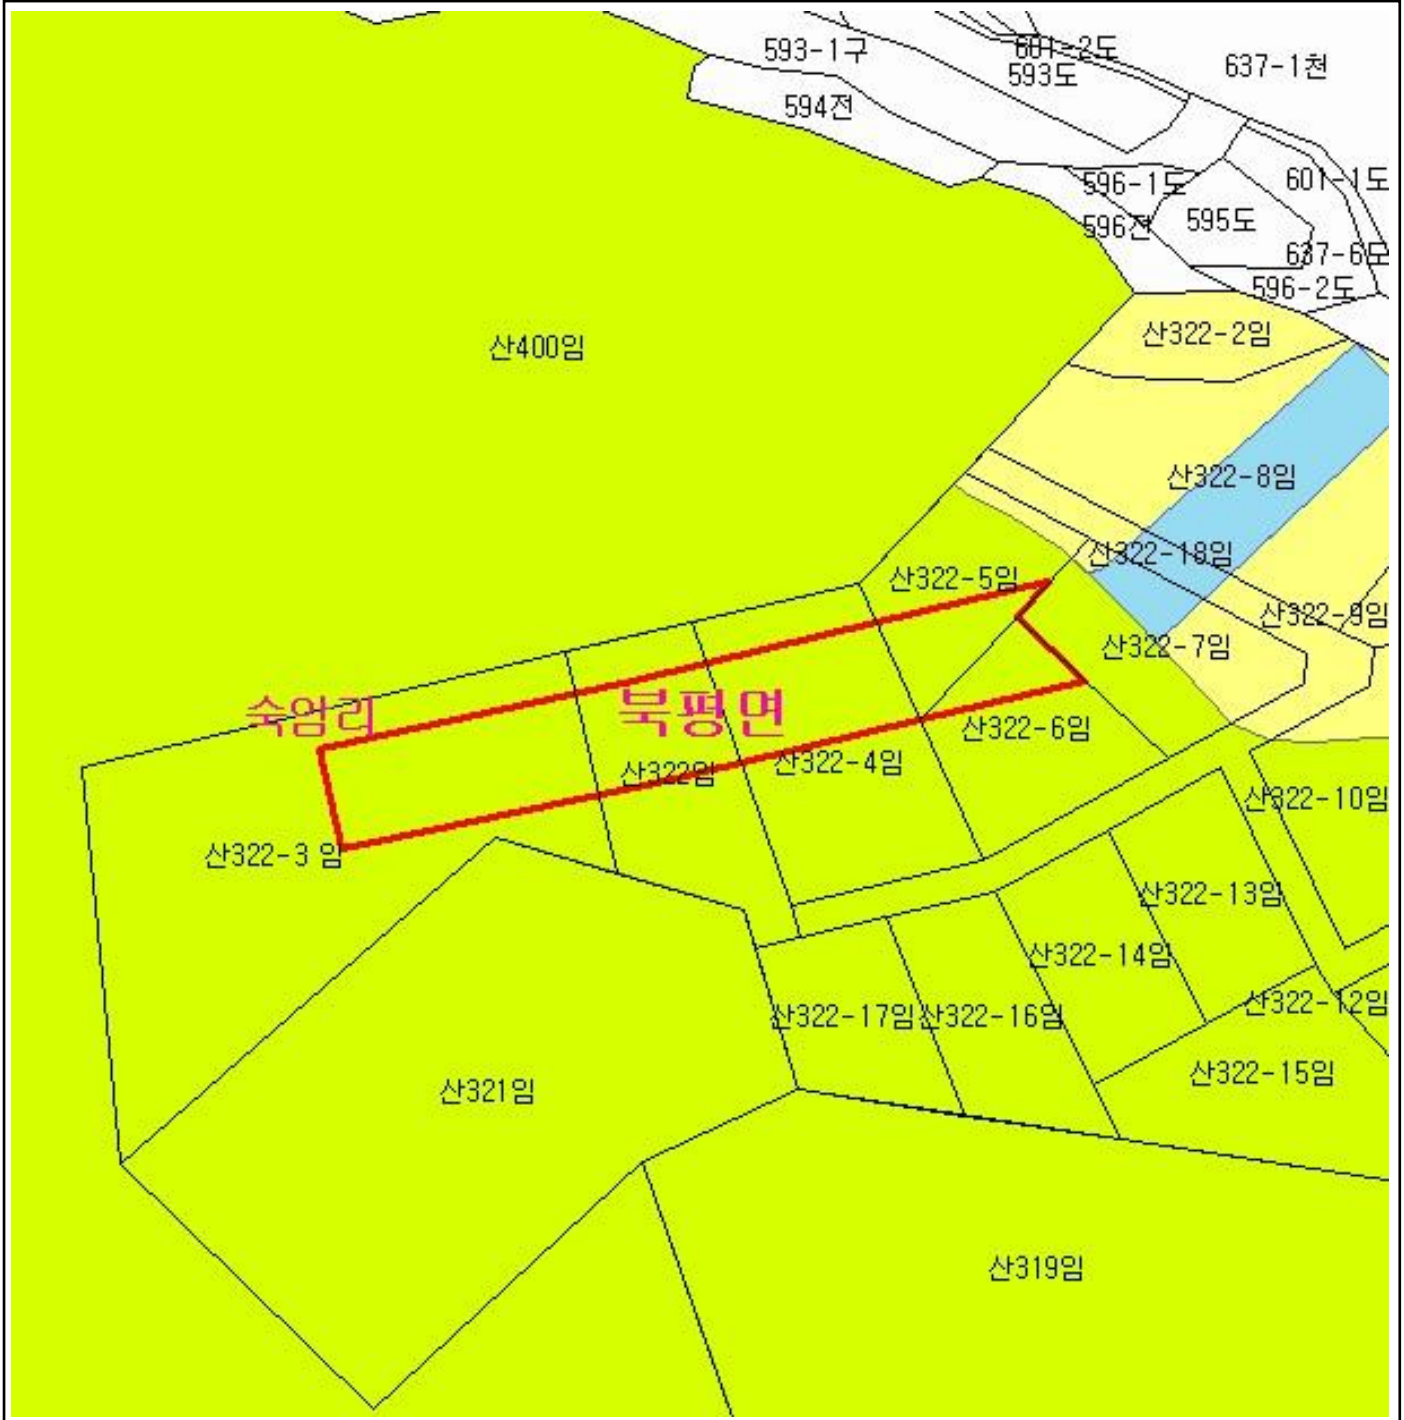 593-1구
601-2도
593도
637-1천
594전
596-1도
601-1도
596전
595도
637-6도
596-2도
산322-2임
산400임
산322-8임
산322-18임
산322-5임
산322-9임
산322-7임
숙암리
북평면
산322-6임
산322임
산322-4임
산322-10임
산322-3 임
산322-13임
산322-14임
산322-12임
산322-17임
산322-16임
산322-15임
산321임
산319임